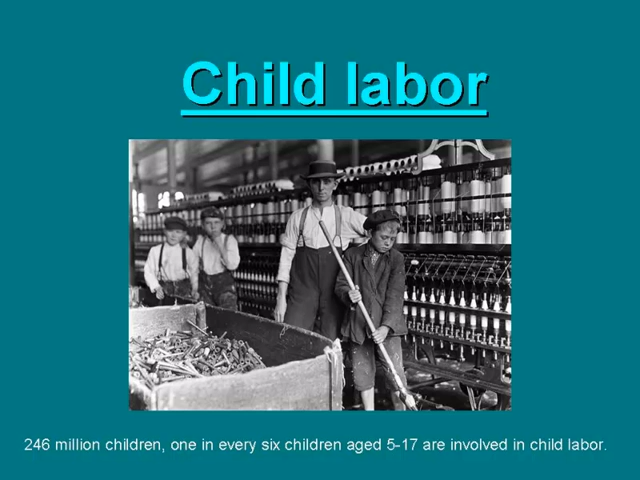 Child labor
246 million children, one in every six children aged 5-17 are involved in child labor.